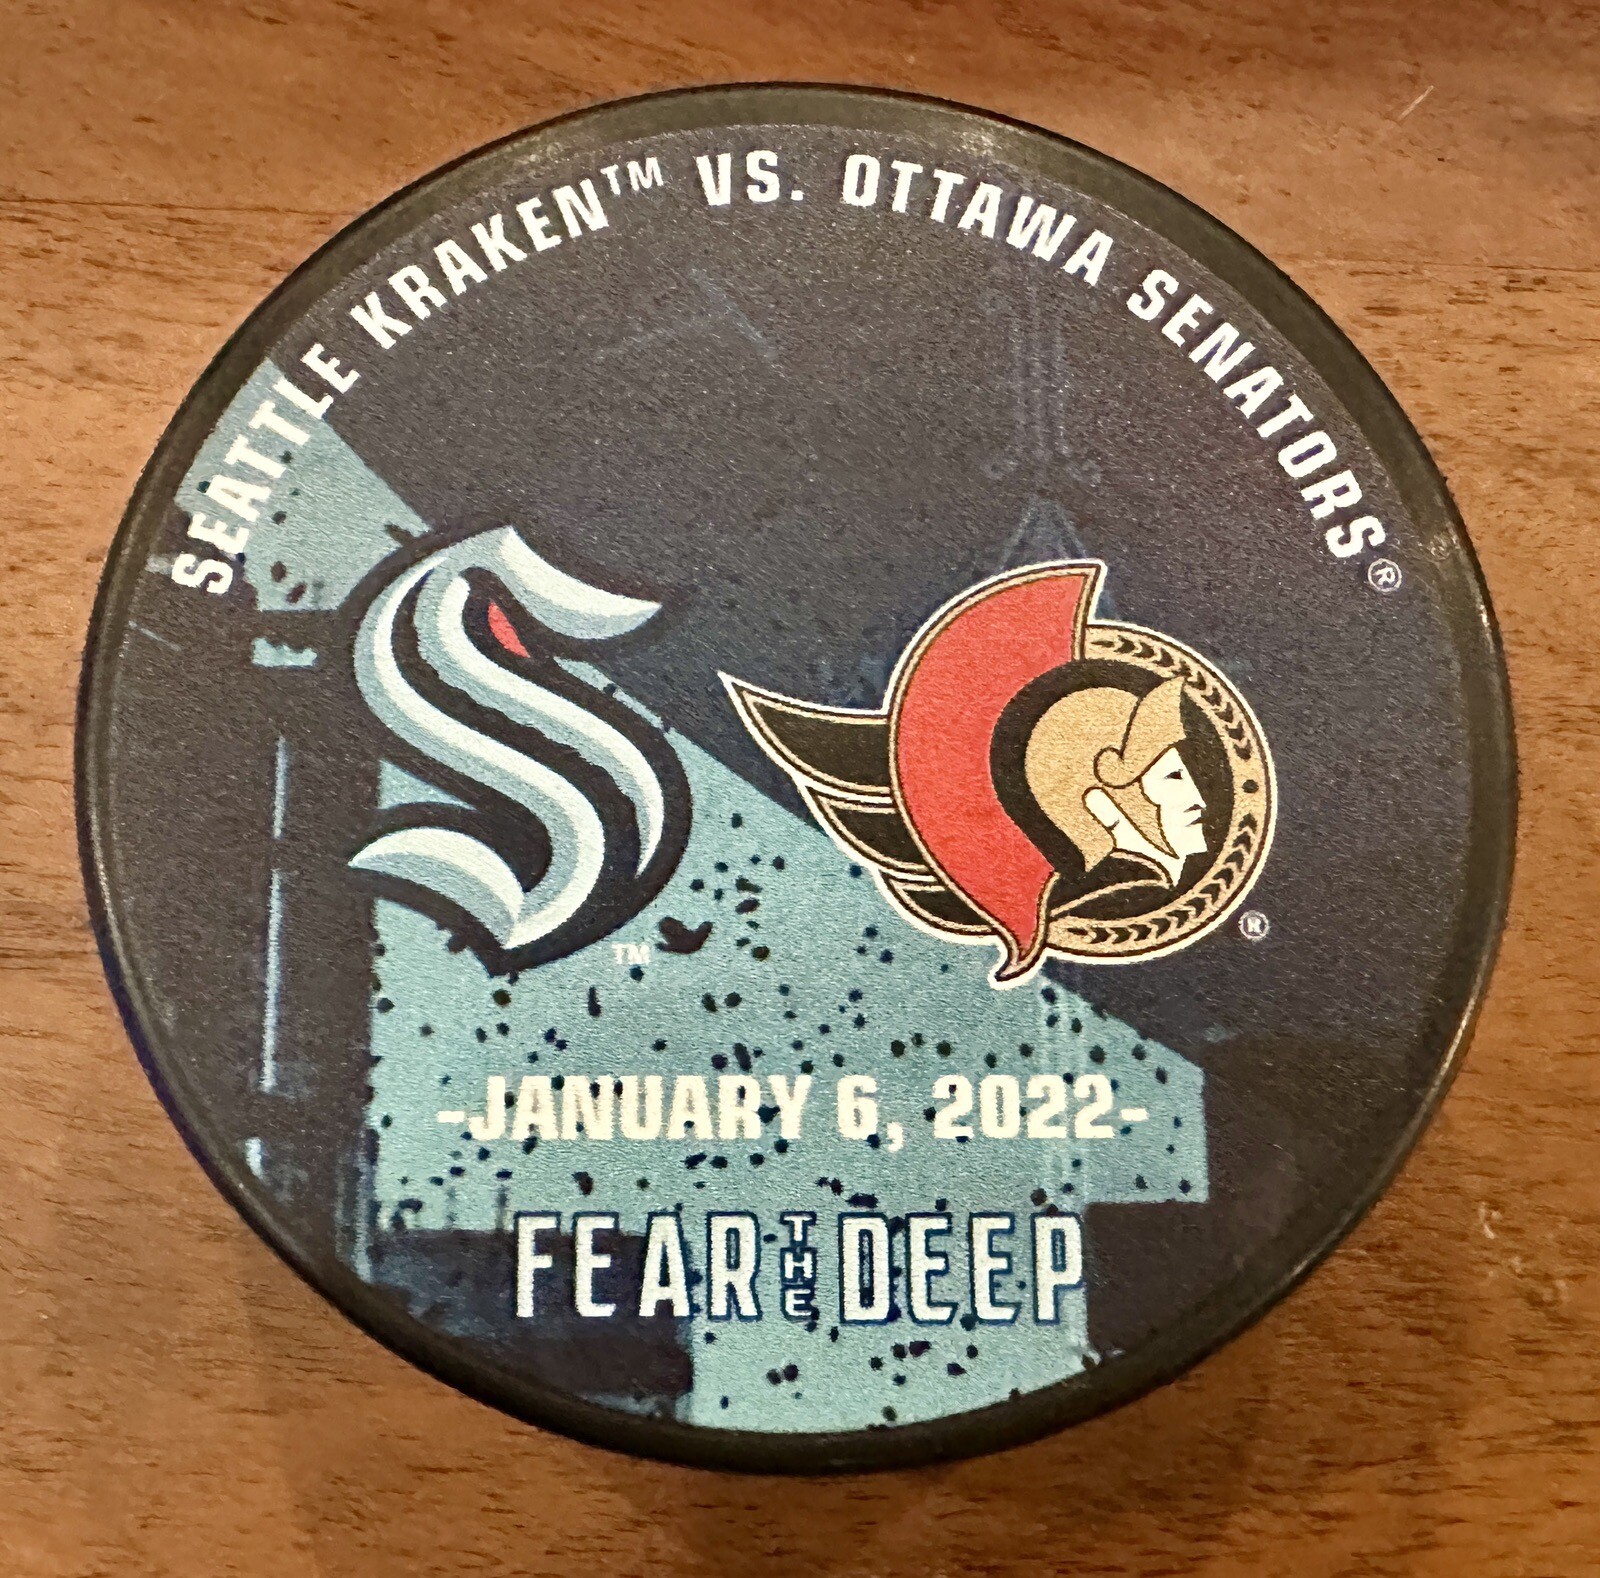 SEATTLE KRAKEN™ VS. OTTAWA SENATORS®
TM
®
-JANUARY 6, 2022-
FEAR THE DEEP